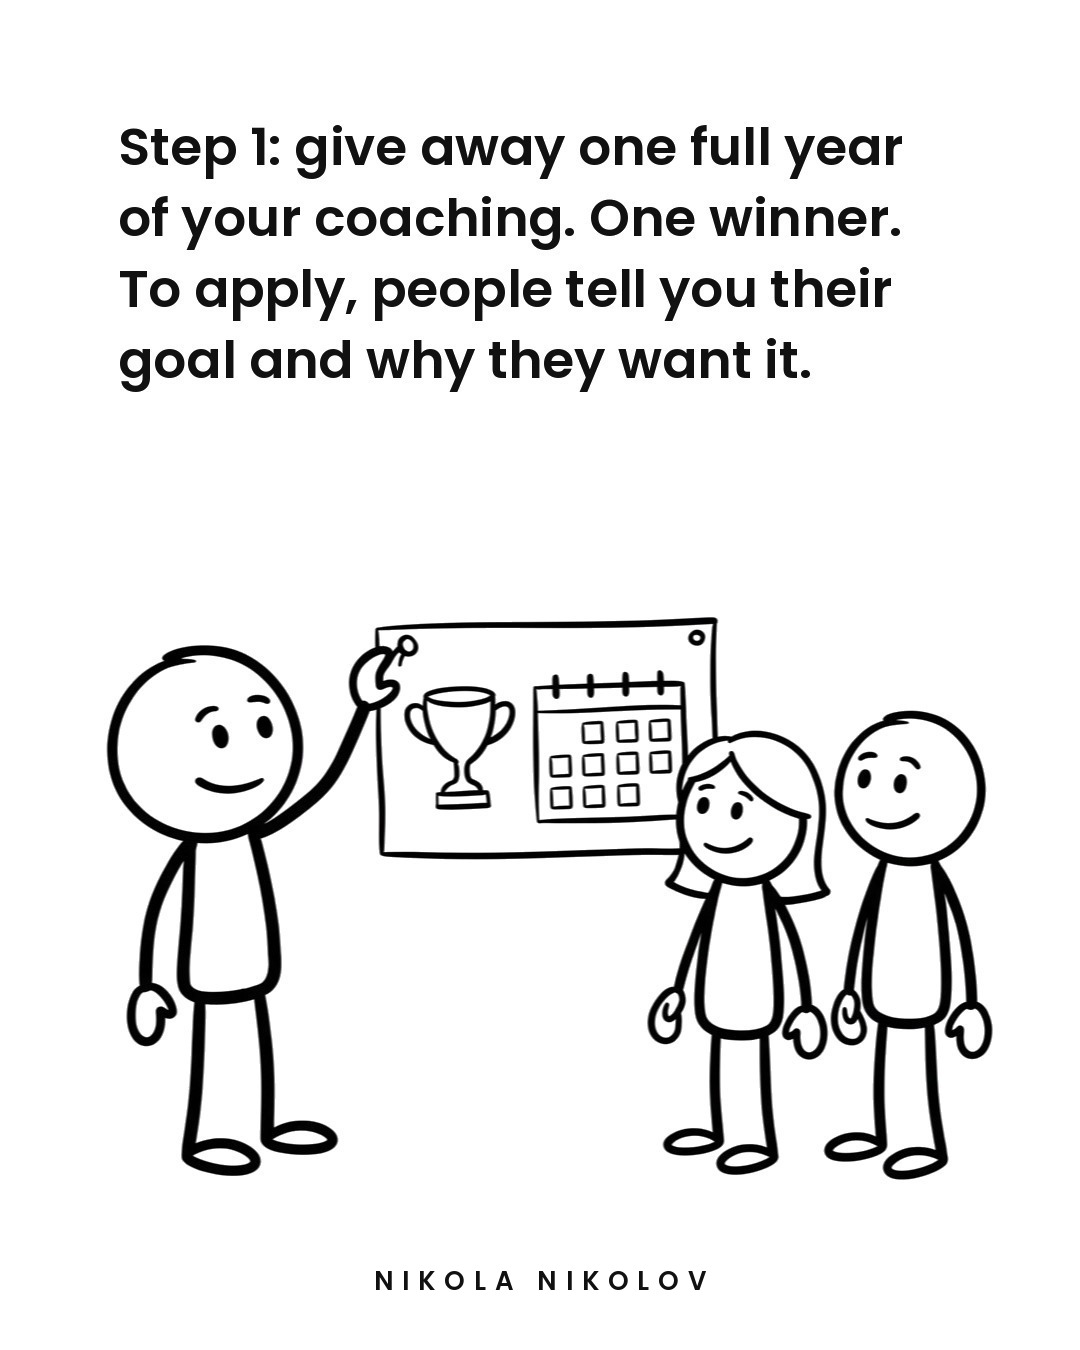 Step 1: give away one full year
of your coaching. One winner.
To apply, people tell you their
goal and why they want it.
NIKOLA NIKOLOV